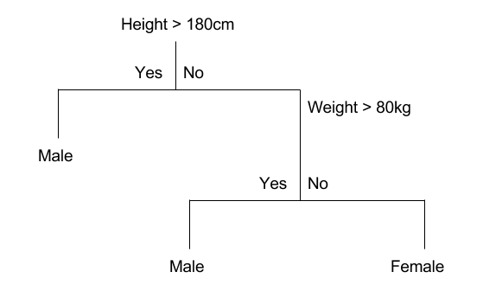 Height > 180cm
Yes No
Weight > 80kg
Male
Yes No
Male Female